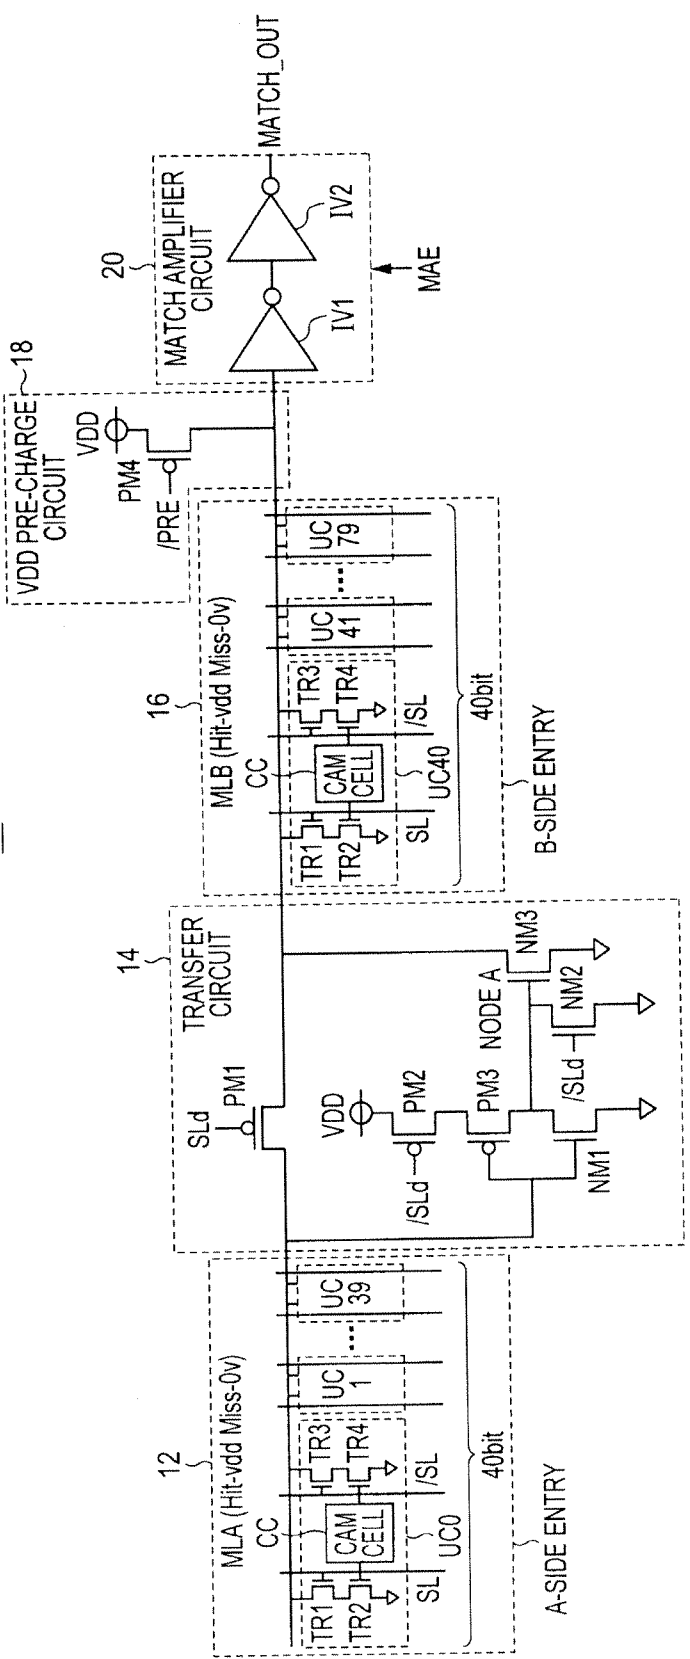 12
MLA (Hit-vdd Miss-0v)
CC
TR1
TR2
CAM
CELL
TR3
TR4
SL
/SL
UC0
UC
1
...
UC
39
40bit
A-SIDE ENTRY
14
TRANSFER
CIRCUIT
SLd
PM1
VDD
/SLd
PM2
PM3
NM1
NODE A
/SLd
NM2
NM3
16
MLB (Hit-vdd Miss-0v)
CC
TR1
TR2
CAM
CELL
TR3
TR4
SL
/SL
UC40
UC
41
...
UC
79
40bit
B-SIDE ENTRY
VDD PRE-CHARGE
CIRCUIT
18
VDD
PM4
/PRE
20
MATCH AMPLIFIER
CIRCUIT
IV1
IV2
MAE
MATCH_OUT